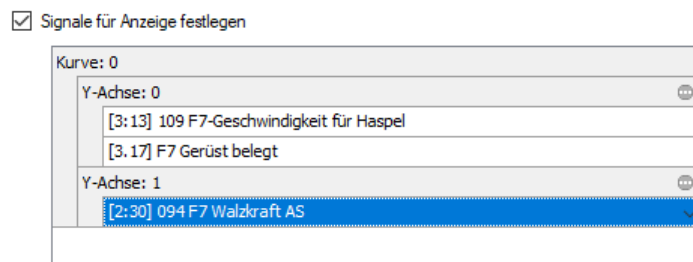 Signale für Anzeige festlegen
Kurve: 0
Y-Achse: 0
[3:13] 109 F7-Geschwindigkeit für Haspel
[3.17] F7 Gerüst belegt
Y-Achse: 1
[2:30] 094 F7 Walzkraft AS